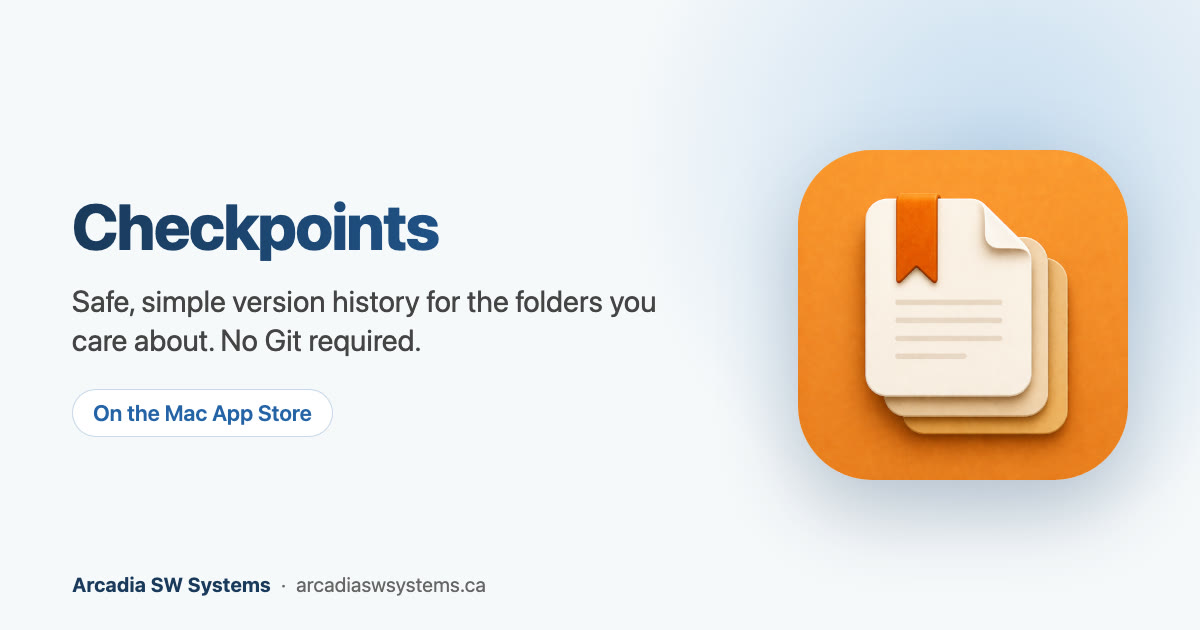 Checkpoints
Safe, simple version history for the folders you
care about. No Git required.
On the Mac App Store
Arcadia SW Systems · arcadiaswsystems.ca